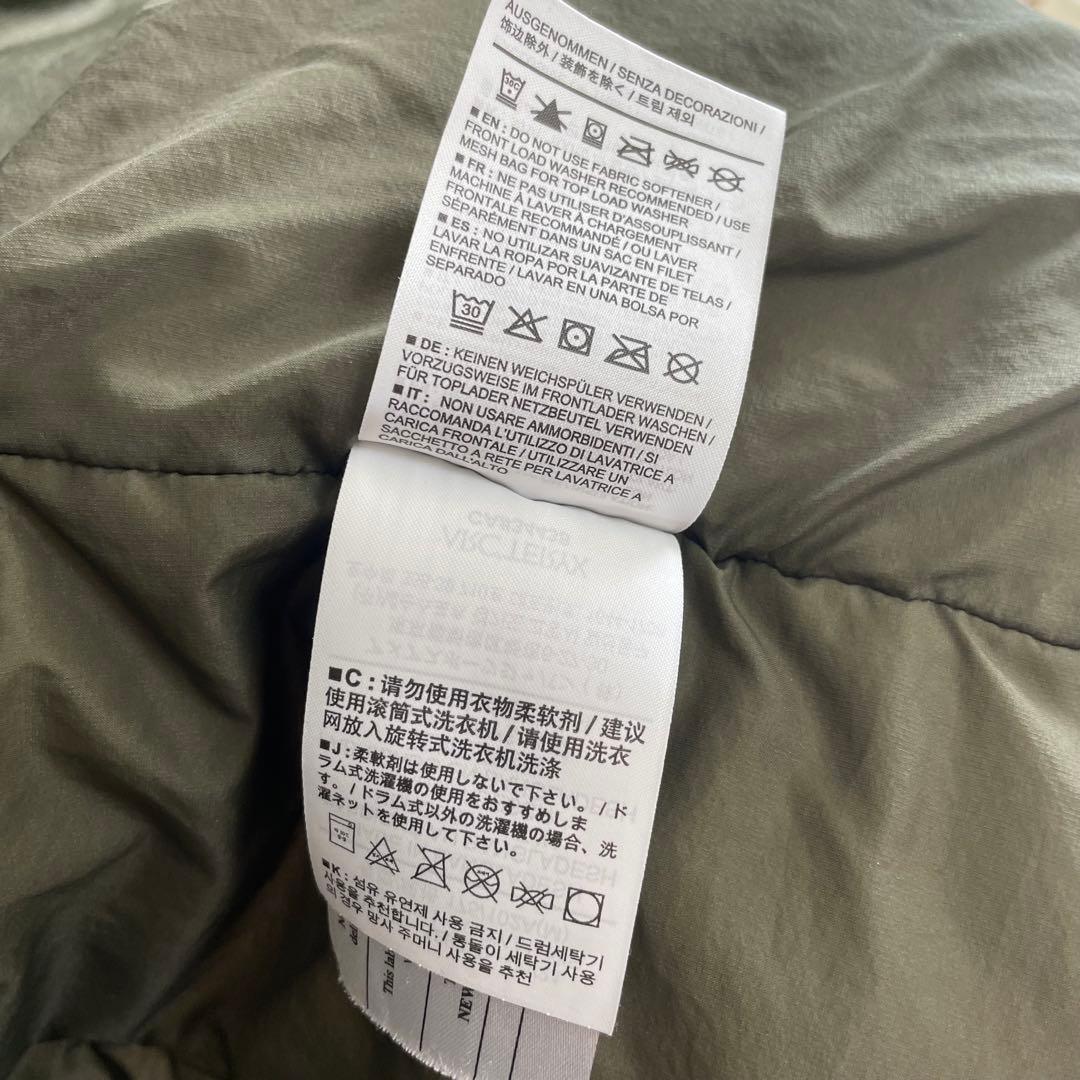 AUSGENOMMEN / SENZA DECORAZIONI /
饰边除外 / 装飾を除く / 트림 제외
30C
■ EN : DO NOT USE FABRIC SOFTENER /
FRONT LOAD WASHER RECOMMENDED / USE
MESH BAG FOR TOP LOAD WASHER
■ FR : NE PAS UTILISER D'ASSOUPLISSANT /
MACHINE À LAVER À CHARGEMENT
FRONTALE RECOMMANDÉ / OU LAVER
SÉPARÉMENT DANS UN SAC EN FILET
■ ES : NO UTILIZAR SUAVIZANTE DE TELAS /
LAVAR LA ROPA POR LA PARTE DE
ENFRENTE / LAVAR EN UNA BOLSA POR
SEPARADO
30
■ DE : KEINEN WEICHSPÜLER VERWENDEN /
VORZUGSWEISE IM FRONTLADER WASCHEN /
FÜR TOPLADER NETZBEUTEL VERWENDEN
■ IT : NON USARE AMMORBIDENTI / SI
RACCOMANDA L'UTILIZZO DI LAVATRICE A
CARICA FRONTALE / UTILIZZARE UN
SACCHETTO A RETE PER LAVATRICE A
CARICA DALL'ALTO
CA#34439
ARC'TERYX
■C : 请勿使用衣物柔软剂 / 建议
使用滚筒式洗衣机 / 请使用洗衣
网放入旋转式洗衣机洗涤
■J : 柔軟剤は使用しないで下さい。 / ド
ラム式洗濯機の使用をおすすめしま
す。 / ドラム式以外の洗濯機の場合、洗
濯ネットを使用して下さい。
■K : 섬유 유연제 사용 금지 / 드럼세탁기
사용을 추천합니다. / 통돌이 세탁기 사용
의 경우 망사 주머니 사용을 추천
This lab
NEW